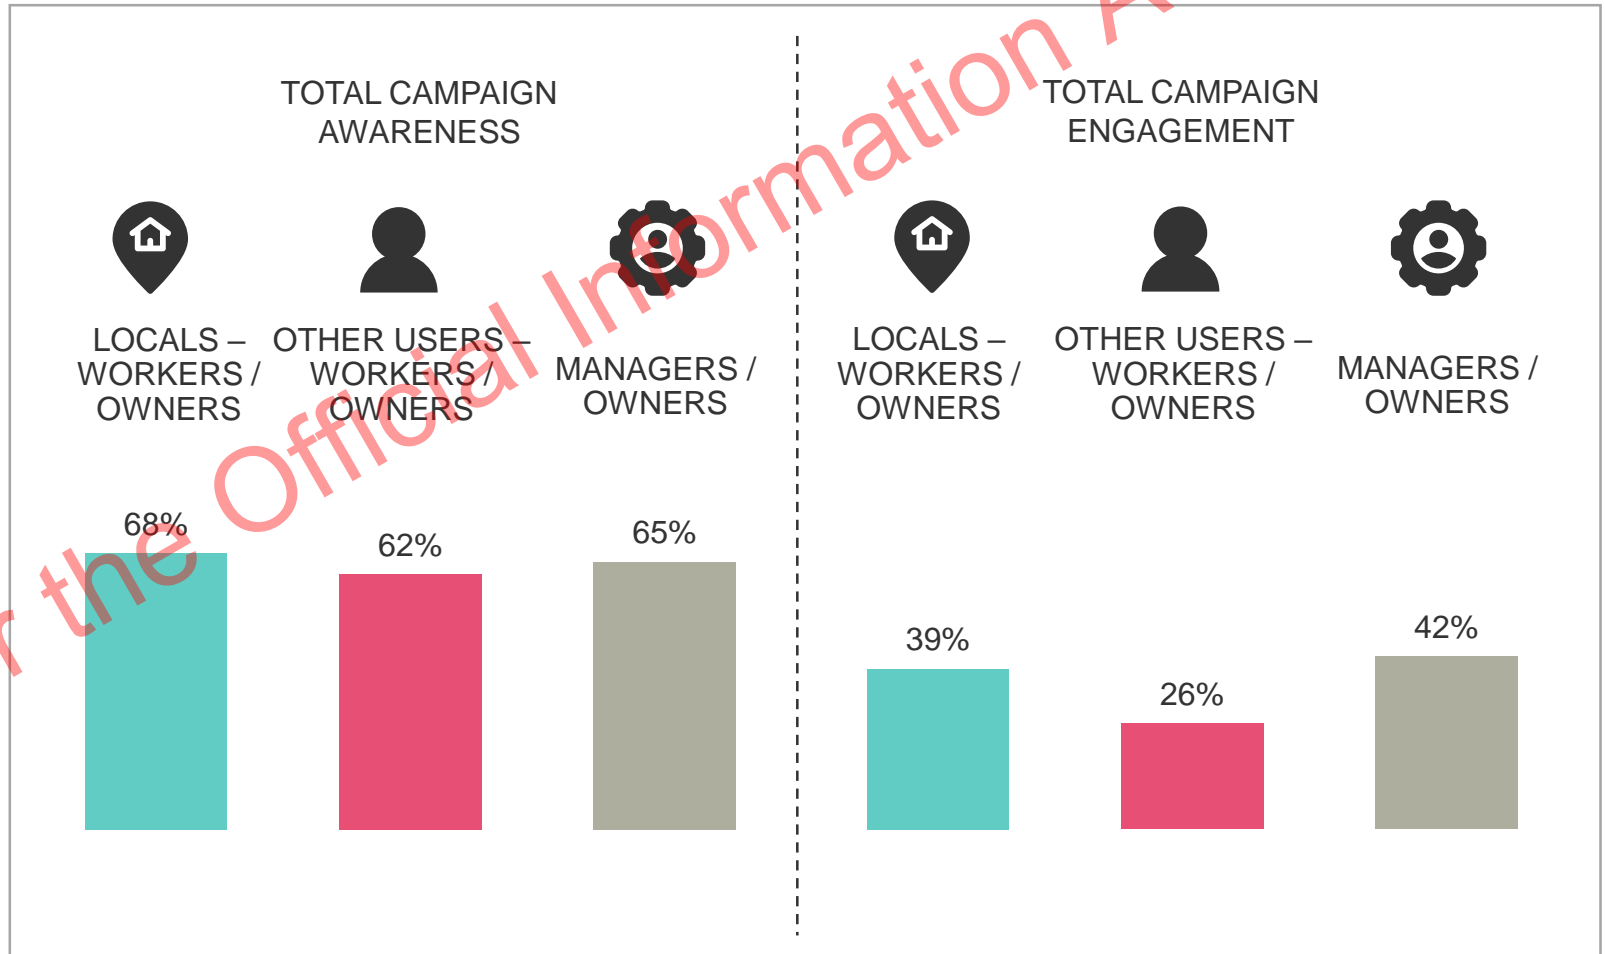 TOTAL CAMPAIGN
AWARENESS
LOCALS –
WORKERS /
OWNERS
OTHER USERS –
WORKERS /
OWNERS
MANAGERS /
OWNERS
68%
62%
65%
TOTAL CAMPAIGN
ENGAGEMENT
LOCALS –
WORKERS /
OWNERS
OTHER USERS –
WORKERS /
OWNERS
MANAGERS /
OWNERS
39%
26%
42%
the Official Information